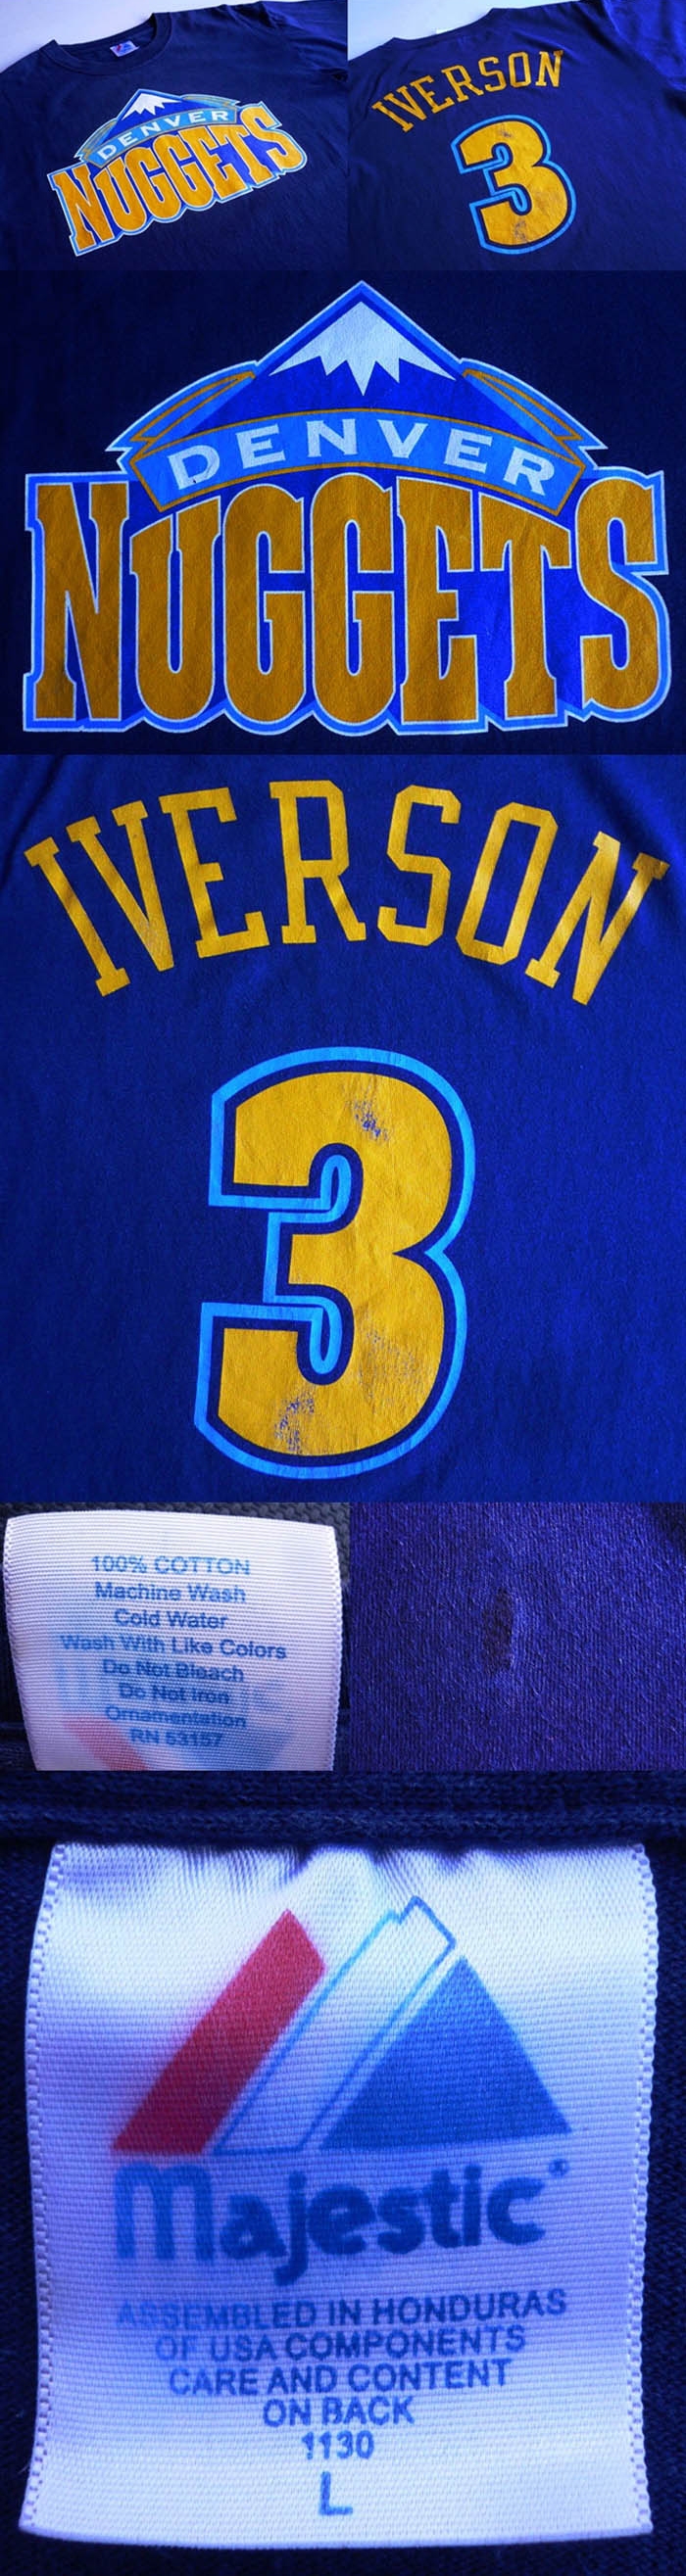 DENVER
NUGGETS
IVERSON
3
DENVER
NUGGETS
IVERSON
3
100% COTTON
Machine Wash
Cold Water
Wash With Like Colors
Do Not Bleach
Do Not Iron
Ornamentation
RN 53157
Majestic
ASSEMBLED IN HONDURAS
OF USA COMPONENTS
CARE AND CONTENT
ON BACK
1130
L